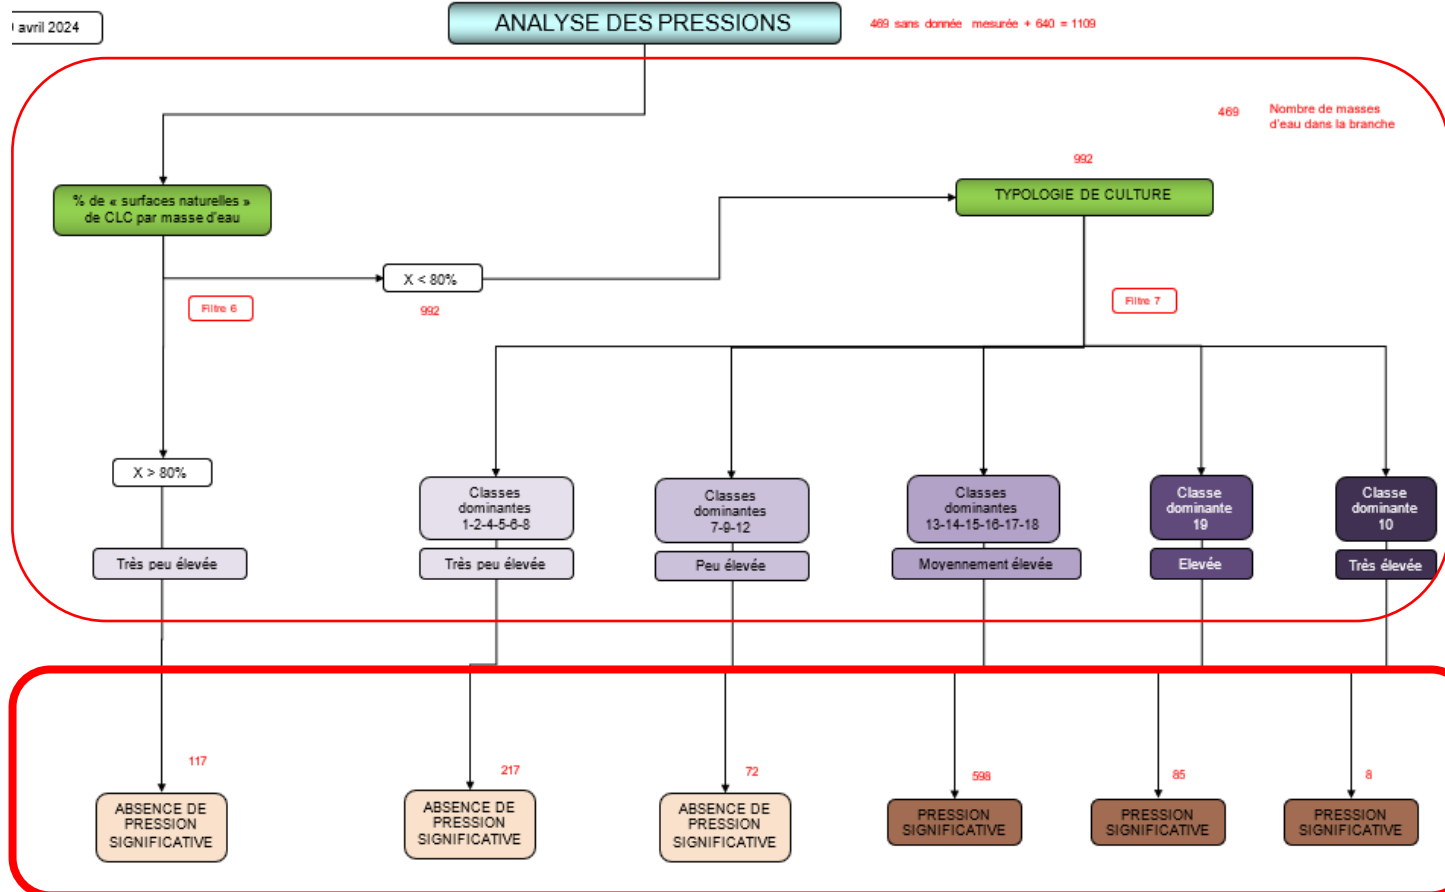 avril 2024
ANALYSE DES PRESSIONS
469 sans donnée mesurée + 640 = 1109
469
Nombre de masses
d'eau dans la branche
992
% de « surfaces naturelles »
de CLC par masse d'eau
TYPOLOGIE DE CULTURE
X < 80%
Filtre 6
992
Filtre 7
X > 80%
Classes
dominantes
1-2-4-5-6-8
Classes
dominantes
7-9-12
Classes
dominantes
13-14-15-16-17-18
Classe
dominante
19
Classe
dominante
10
Très peu élevée
Très peu élevée
Peu élevée
Moyennement élevée
Elevée
Très élevée
117
217
72
598
85
8
ABSENCE DE
PRESSION
SIGNIFICATIVE
ABSENCE DE
PRESSION
SIGNIFICATIVE
ABSENCE DE
PRESSION
SIGNIFICATIVE
PRESSION
SIGNIFICATIVE
PRESSION
SIGNIFICATIVE
PRESSION
SIGNIFICATIVE